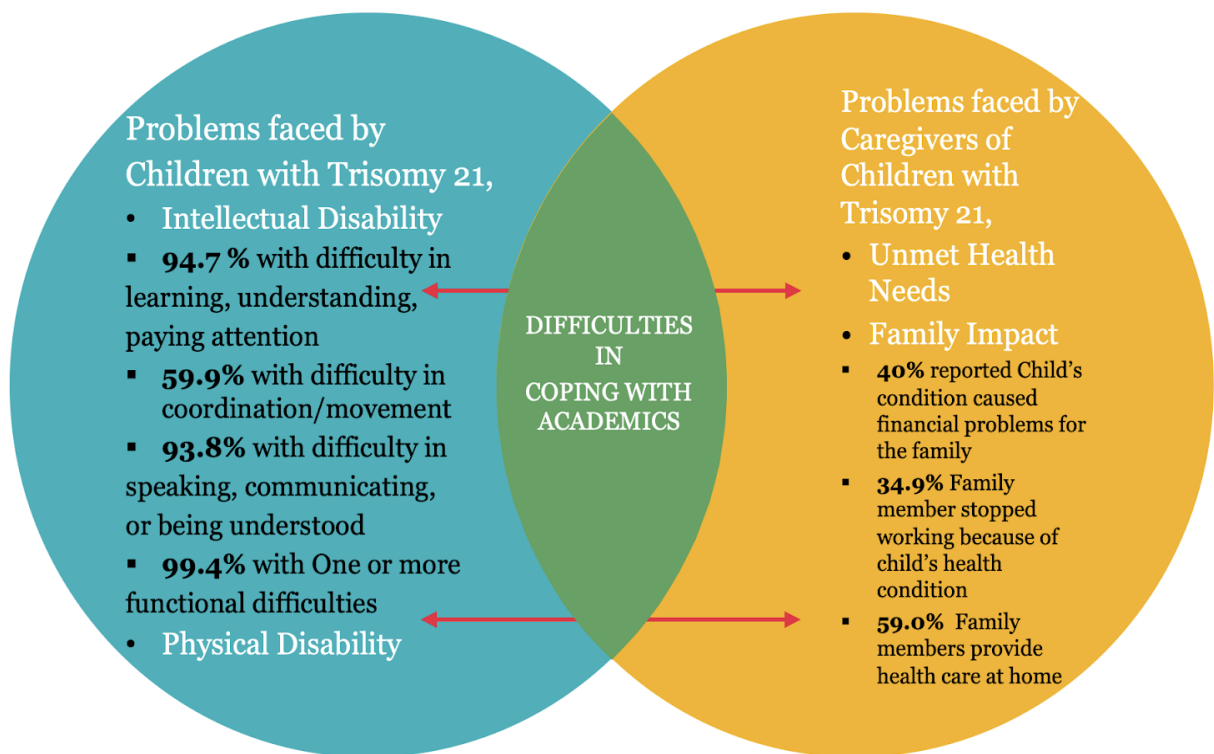 Problems faced by
Children with Trisomy 21,
• Intellectual Disability
▪ 94.7 % with difficulty in
learning, understanding,
paying attention
▪ 59.9% with difficulty in
coordination/movement
▪ 93.8% with difficulty in
speaking, communicating,
or being understood
▪ 99.4% with One or more
functional difficulties
• Physical Disability
DIFFICULTIES
IN
COPING WITH
ACADEMICS
Problems faced by
Caregivers of
Children with
Trisomy 21,
• Unmet Health
Needs
• Family Impact
▪ 40% reported Child's
condition caused
financial problems for
the family
▪ 34.9% Family
member stopped
working because of
child's health
condition
▪ 59.0% Family
members provide
health care at home